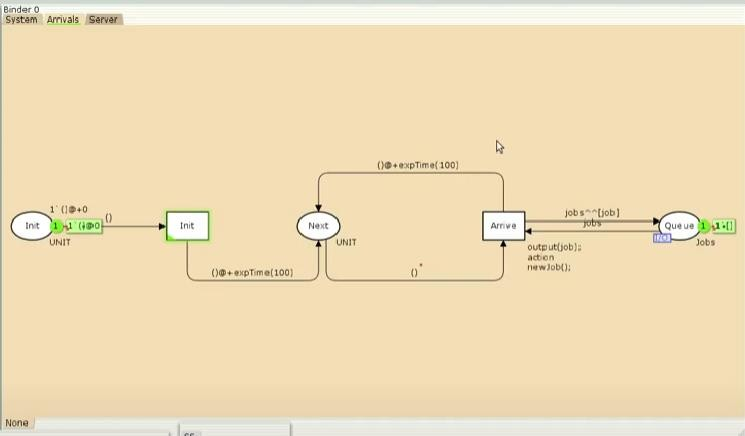 Binder 0
System Arrivals Server
()@+expTime(100)
1`()@+0
()
jobs^^[job]
Init 1 1`()@0 Init Next Arrive jobs Queue 1 1`[]
UNIT UNIT I/O Jobs
output(job);
action
newJob();
()@+expTime(100) ()
None